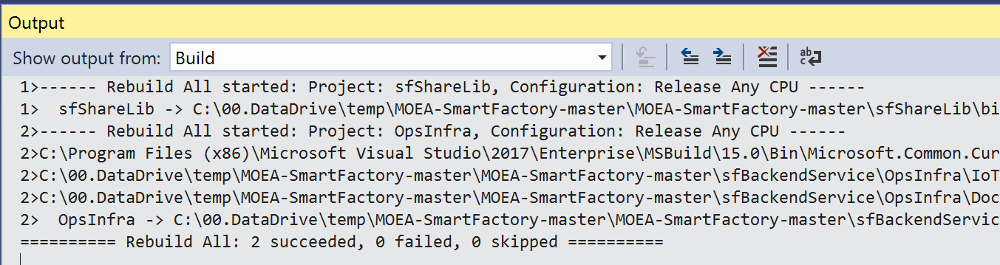 Output
Show output from: Build
1>------ Rebuild All started: Project: sfShareLib, Configuration: Release Any CPU ------
1>  sfShareLib -> C:\00.DataDrive\temp\MOEA-SmartFactory-master\MOEA-SmartFactory-master\sfShareLib\bi
2>------ Rebuild All started: Project: OpsInfra, Configuration: Release Any CPU ------
2>C:\Program Files (x86)\Microsoft Visual Studio\2017\Enterprise\MSBuild\15.0\Bin\Microsoft.Common.Cur
2>C:\00.DataDrive\temp\MOEA-SmartFactory-master\MOEA-SmartFactory-master\sfBackendService\OpsInfra\IoT
2>C:\00.DataDrive\temp\MOEA-SmartFactory-master\MOEA-SmartFactory-master\sfBackendService\OpsInfra\Doc
2>  OpsInfra -> C:\00.DataDrive\temp\MOEA-SmartFactory-master\MOEA-SmartFactory-master\sfBackendServic
========== Rebuild All: 2 succeeded, 0 failed, 0 skipped ==========